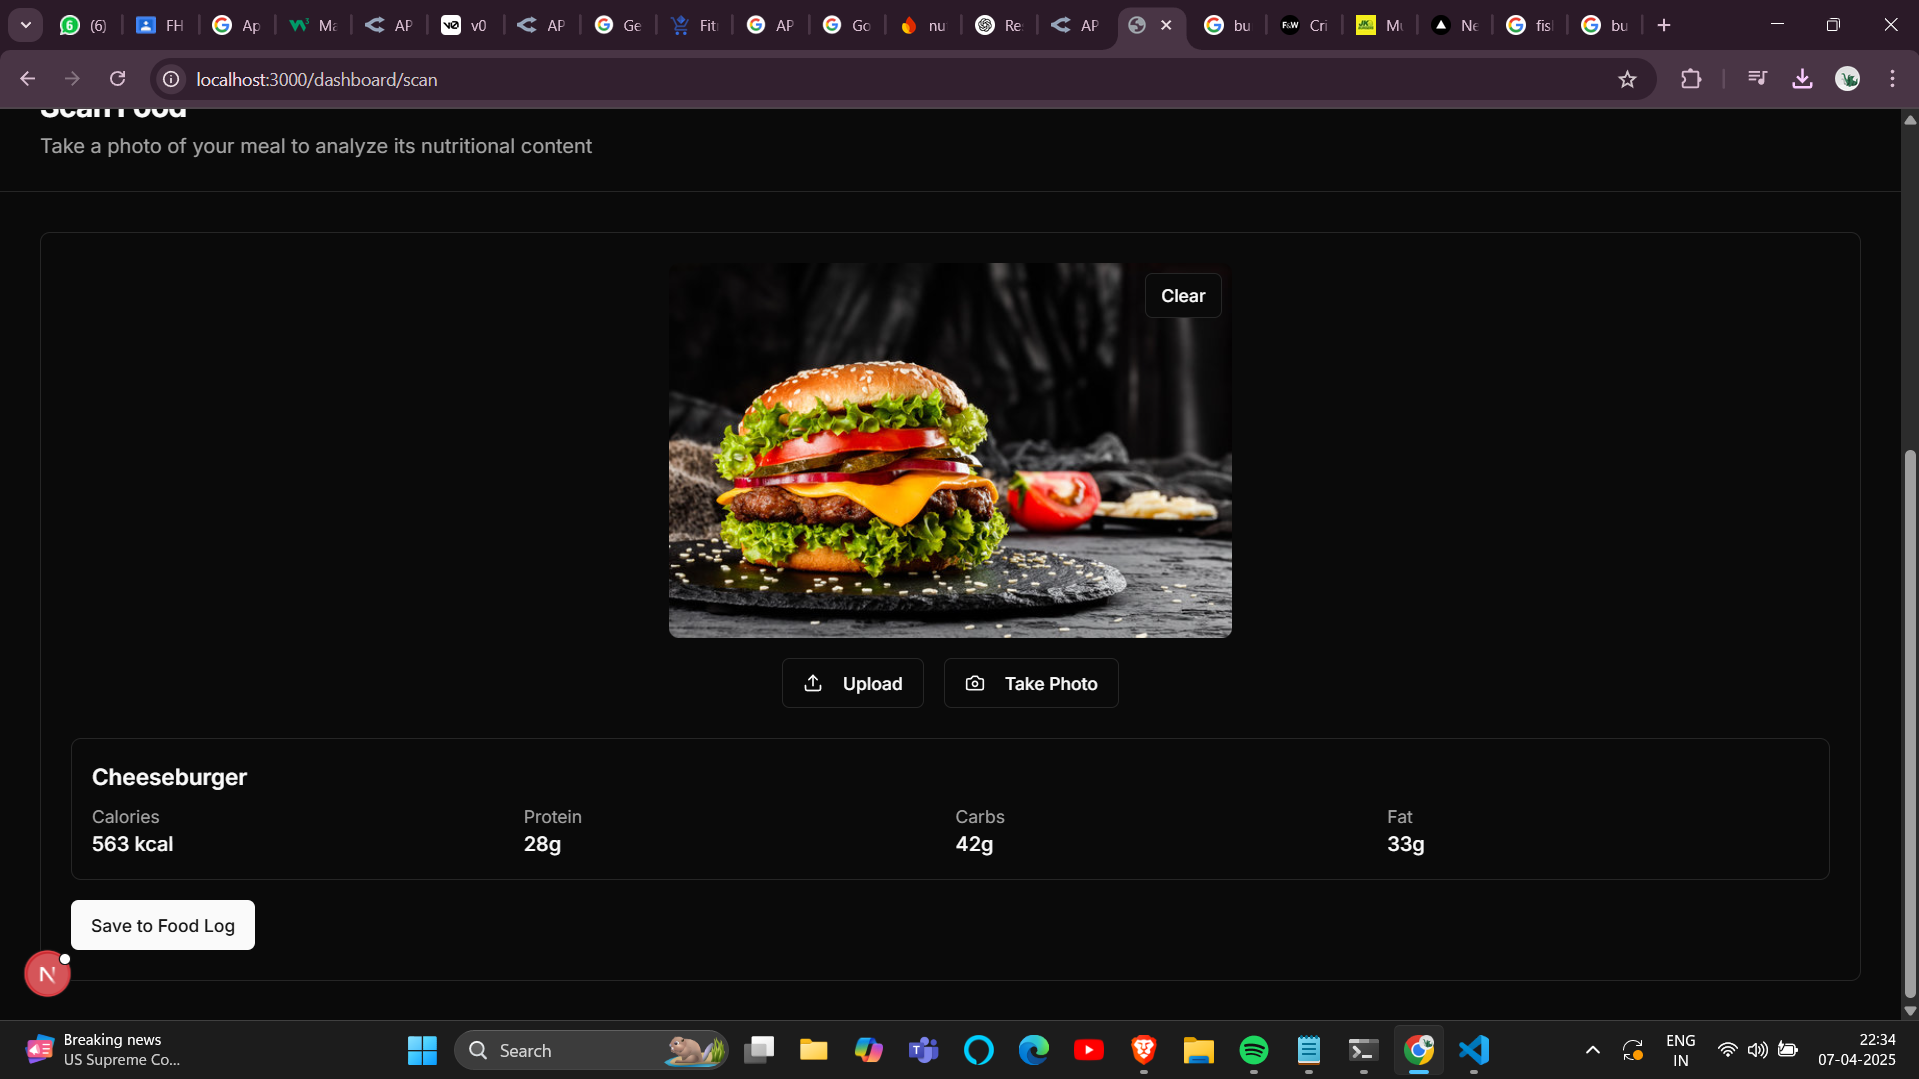 (6)
FH
Ap
Ma
AP
v0
AP
Ge
Fit
AP
Go
nu
Re
AP
bu
F&W
Cri
JK
Mu
Ne
fis
bu
localhost:3000/dashboard/scan
Scan Food
Take a photo of your meal to analyze its nutritional content
Clear
Upload
Take Photo
Cheeseburger
Calories
Protein
Carbs
Fat
563 kcal
28g
42g
33g
Save to Food Log
N
Breaking news
US Supreme Co...
Search
ENG
IN
22:34
07-04-2025